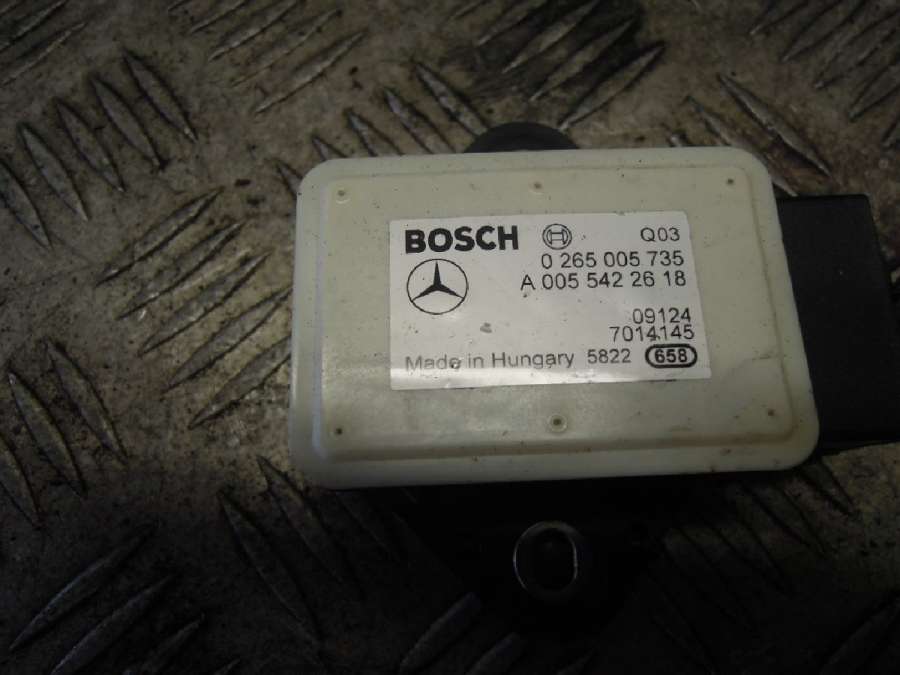 BOSCH Q03
0 265 005 735
A 005 542 26 18
09124
7014145
Made in Hungary 5822 658